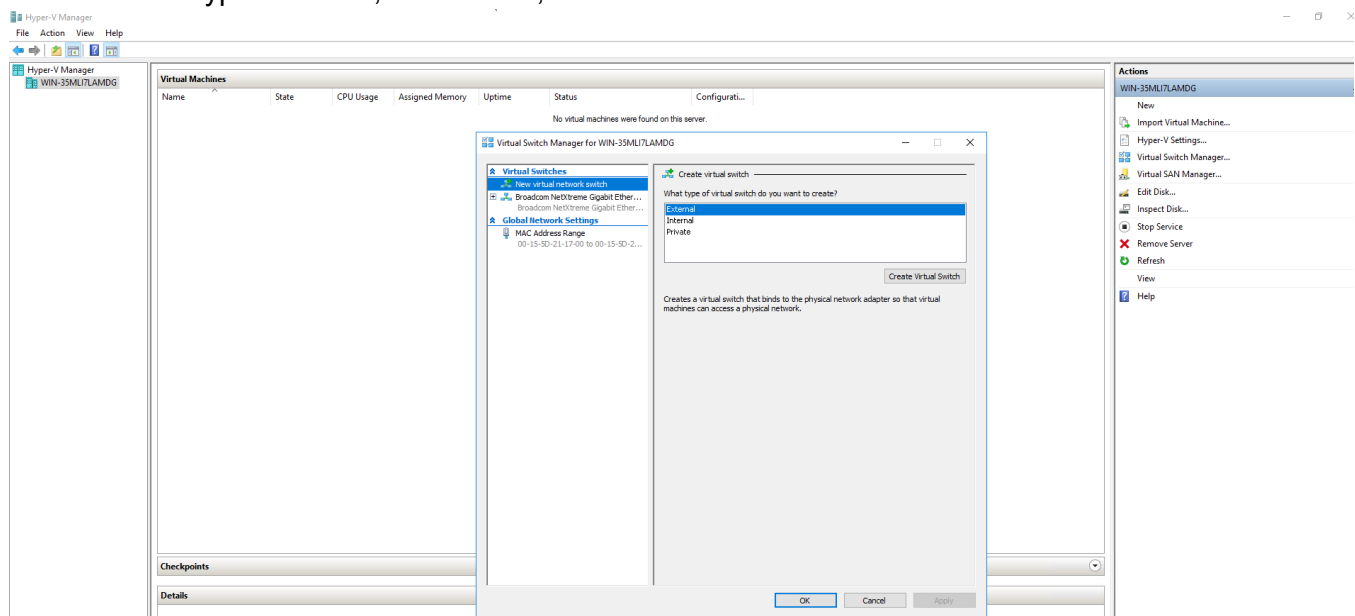 Hyper-V Manager
File Action View Help
Hyper-V Manager
WIN-35MLI7LAMDG
Virtual Machines
Name State CPU Usage Assigned Memory Uptime Status Configurati...
No virtual machines were found on this server.
Virtual Switch Manager for WIN-35MLI7LAMDG
Virtual Switches
New virtual network switch
Broadcom NetXtreme Gigabit Ether...
Broadcom NetXtreme Gigabit Ether...
Global Network Settings
MAC Address Range
00-15-5D-21-17-00 to 00-15-5D-2...
Create virtual switch
What type of virtual switch do you want to create?
External
Internal
Private
Create Virtual Switch
Creates a virtual switch that binds to the physical network adapter so that virtual
machines can access a physical network.
OK Cancel Apply
Checkpoints
Details
Actions
WIN-35MLI7LAMDG
New
Import Virtual Machine...
Hyper-V Settings...
Virtual Switch Manager...
Virtual SAN Manager...
Edit Disk...
Inspect Disk...
Stop Service
Remove Server
Refresh
View
Help